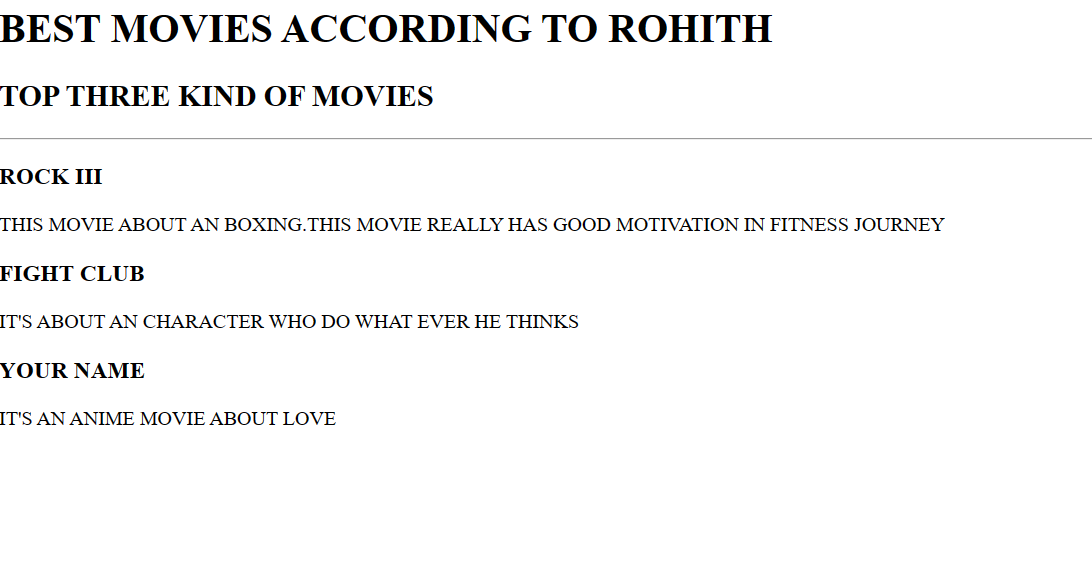 BEST MOVIES ACCORDING TO ROHITH
TOP THREE KIND OF MOVIES
ROCK III
THIS MOVIE ABOUT AN BOXING.THIS MOVIE REALLY HAS GOOD MOTIVATION IN FITNESS JOURNEY
FIGHT CLUB
IT'S ABOUT AN CHARACTER WHO DO WHAT EVER HE THINKS
YOUR NAME
IT'S AN ANIME MOVIE ABOUT LOVE